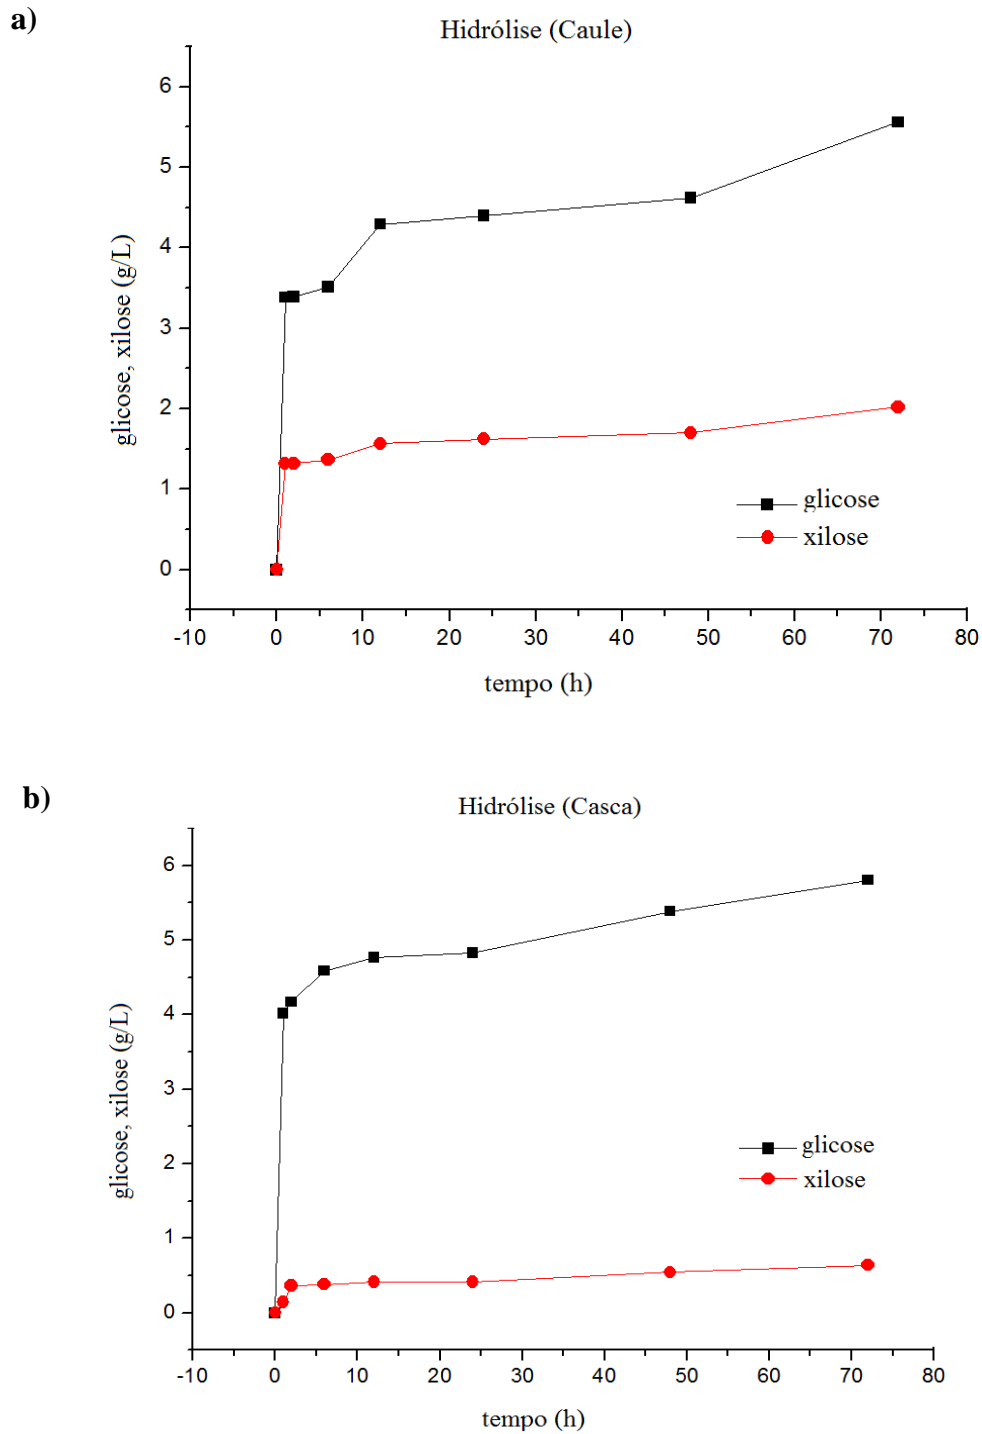 a)
Hidrólise (Caule)
glicose, xilose (g/L)
6
5
4
3
2
1
0
glicose
xilose
-10 0 10 20 30 40 50 60 70 80
tempo (h)
b)
Hidrólise (Casca)
glicose, xilose (g/L)
6
5
4
3
2
1
0
glicose
xilose
-10 0 10 20 30 40 50 60 70 80
tempo (h)